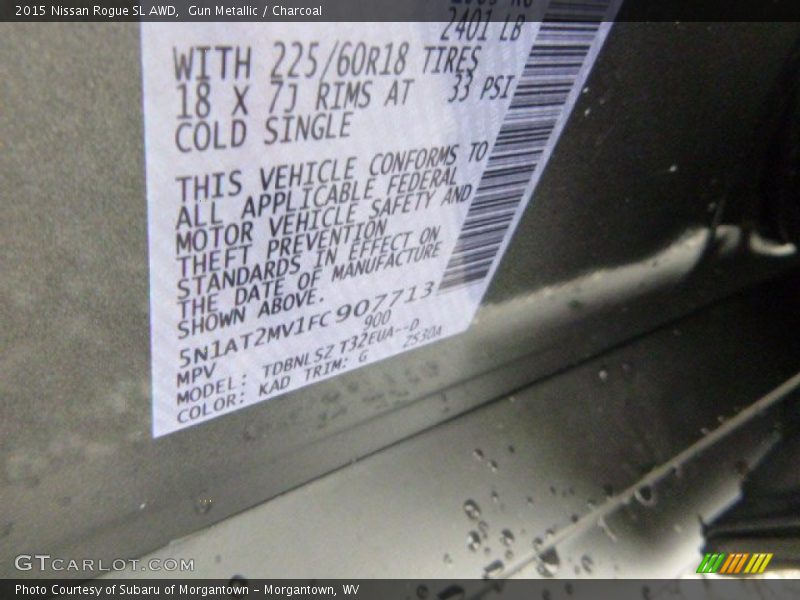 2015 Nissan Rogue SL AWD, Gun Metallic / Charcoal
2401 LB
WITH 225/60R18 TIRES
18 X 7J RIMS AT 33 PSI
COLD SINGLE
THIS VEHICLE CONFORMS TO
ALL APPLICABLE FEDERAL
MOTOR VEHICLE SAFETY AND
THEFT PREVENTION
STANDARDS IN EFFECT ON
THE DATE OF MANUFACTURE
SHOWN ABOVE.
5N1AT2MV1FC907713
MPV 900
MODEL: TDBNLSZ T32EUA--D
COLOR: KAD TRIM: G ZS30A
GTCARLOT.COM
Photo Courtesy of Subaru of Morgantown - Morgantown, WV